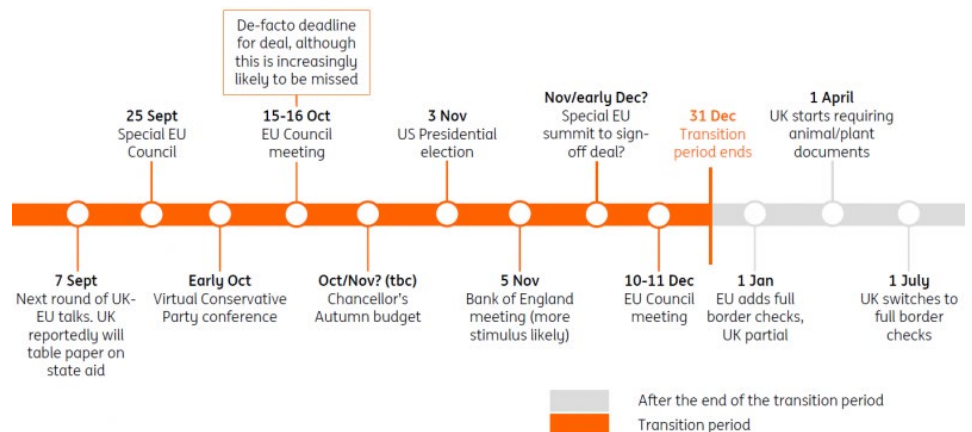 De-facto deadline
for deal, although
this is increasingly
likely to be missed
25 Sept
Special EU
Council
15-16 Oct
EU Council
meeting
3 Nov
US Presidential
election
Nov/early Dec?
Special EU
summit to sign-
off deal?
31 Dec
Transition
period ends
1 April
UK starts requiring
animal/plant
documents
7 Sept
Next round of UK-
EU talks. UK
reportedly will
table paper on
state aid
Early Oct
Virtual Conservative
Party conference
Oct/Nov? (tbc)
Chancellor's
Autumn budget
5 Nov
Bank of England
meeting (more
stimulus likely)
10-11 Dec
EU Council
meeting
1 Jan
EU adds full
border checks,
UK partial
1 July
UK switches to
full border
checks
After the end of the transition period
Transition period